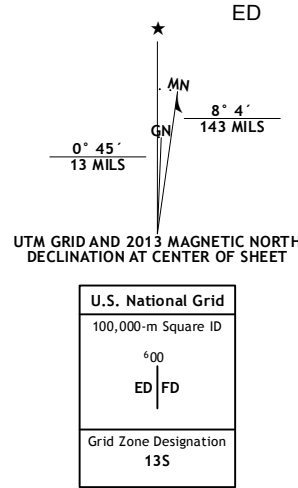 ED
★
MN
GN
8° 4´
143 MILS
0° 45´
13 MILS
UTM GRID AND 2013 MAGNETIC NORTH
DECLINATION AT CENTER OF SHEET
U.S. National Grid
100,000-m Square ID
⁶00
ED FD
Grid Zone Designation
13S